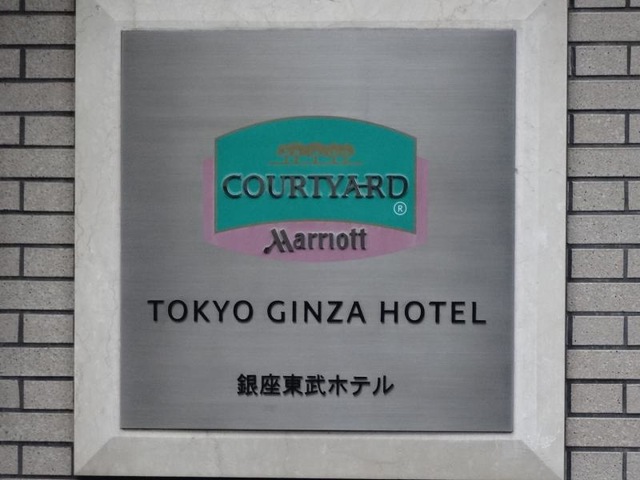 COURTYARD
®
Marriott
TOKYO GINZA HOTEL
銀座東武ホテル